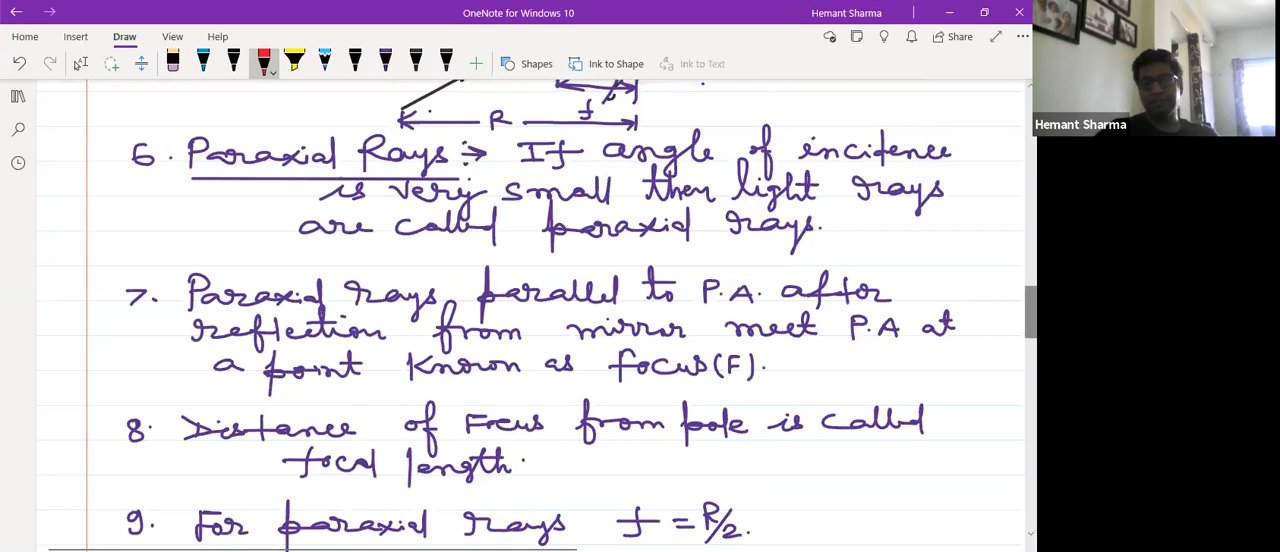 OneNote for Windows 10
Hemant Sharma
Home Insert Draw View Help
Share
Shapes Ink to Shape Ink to Text
Hemant Sharma
f
R
6. Paraxial Rays :→ If angle of incidence
is very small then light rays
are called paraxial rays.
7. Paraxial rays parallel to P.A. after
reflection from mirror meet P.A at
a point known as focus (F).
8. Distance of Focus from pole is called
focal length.
9. For paraxial rays f = R/2.